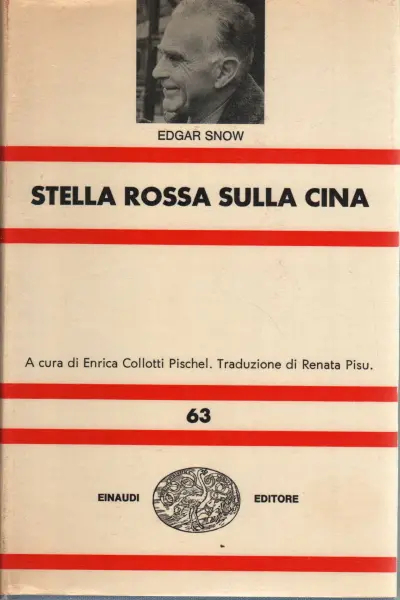 EDGAR SNOW
STELLA ROSSA SULLA CINA
A cura di Enrica Collotti Pischel. Traduzione di Renata Pisu.
63
EINAUDI EDITORE